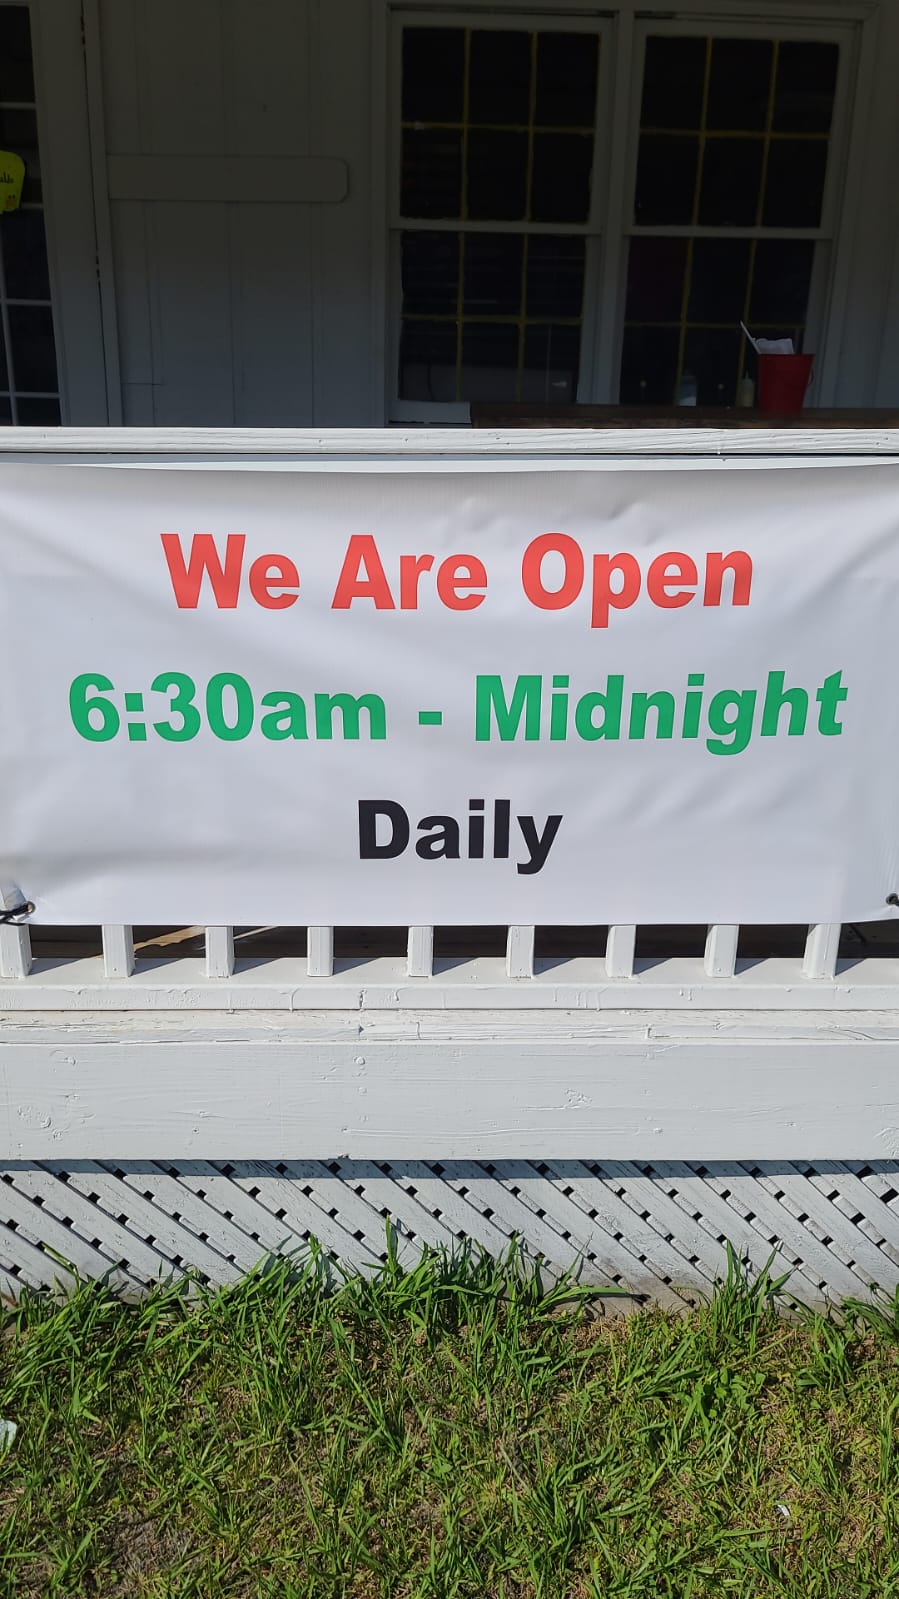 We Are Open
6:30am - Midnight
Daily